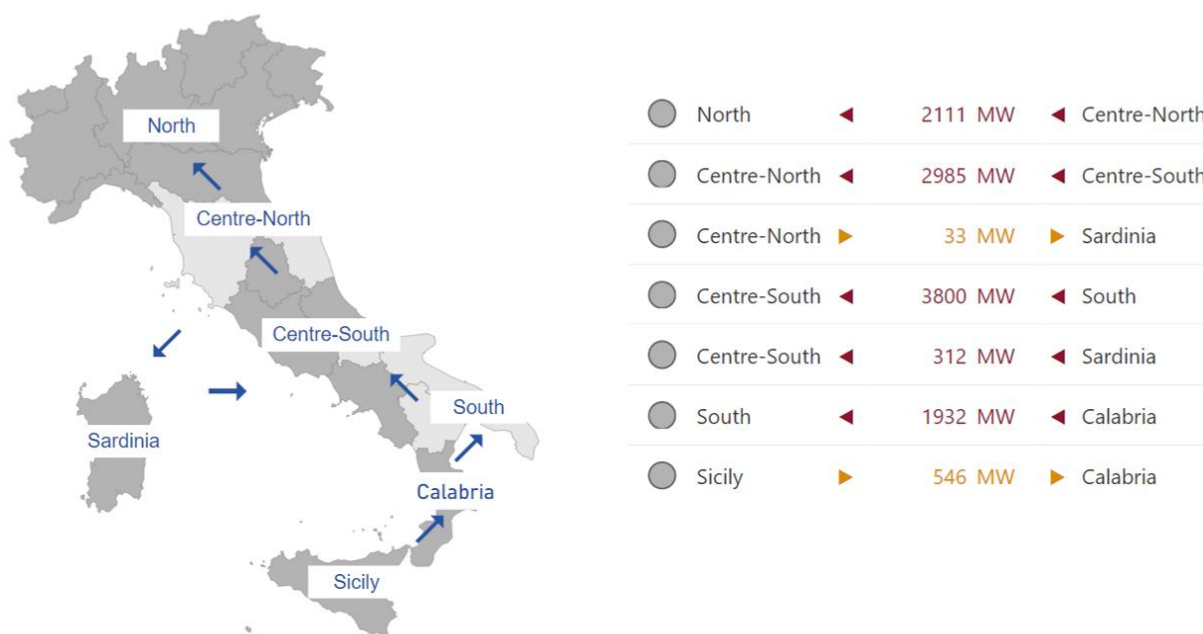 North
Centre-North
Centre-South
South
Sardinia
Calabria
Sicily
North ◄ 2111 MW ◄ Centre-North
Centre-North ◄ 2985 MW ◄ Centre-South
Centre-North ► 33 MW ► Sardinia
Centre-South ◄ 3800 MW ◄ South
Centre-South ◄ 312 MW ◄ Sardinia
South ◄ 1932 MW ◄ Calabria
Sicily ► 546 MW ► Calabria